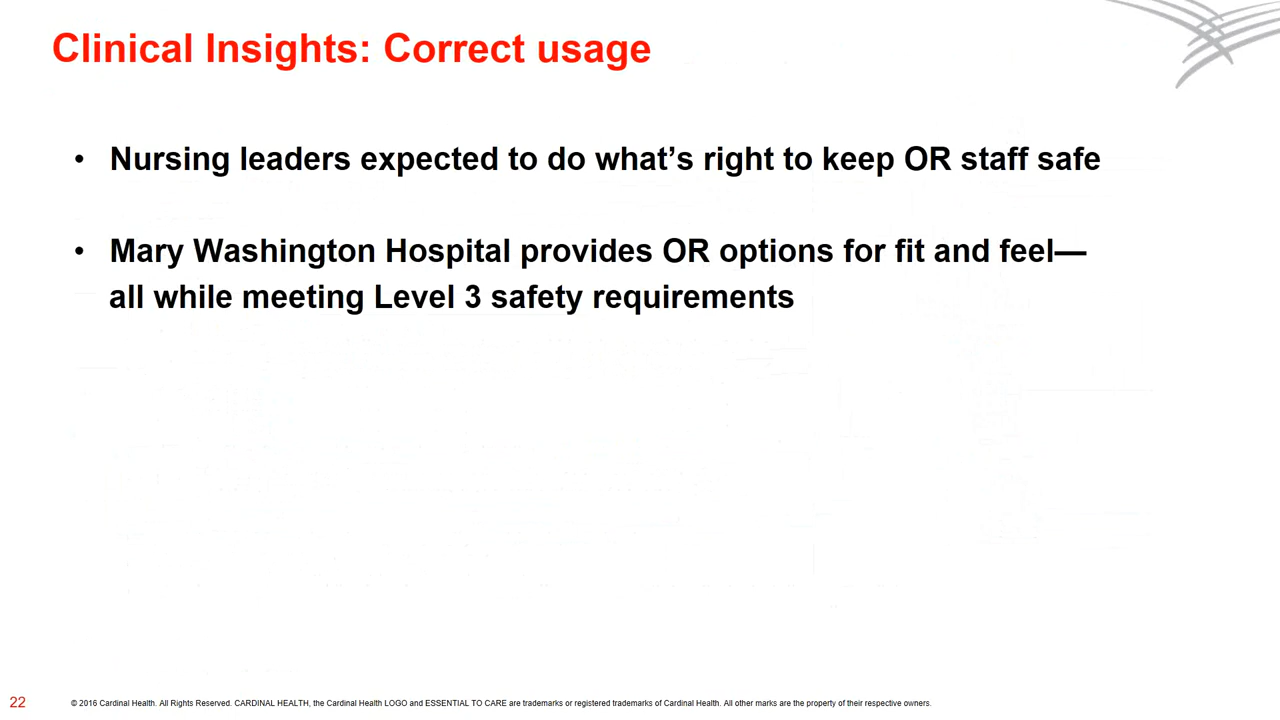 Clinical Insights: Correct usage
• Nursing leaders expected to do what’s right to keep OR staff safe
• Mary Washington Hospital provides OR options for fit and feel—
all while meeting Level 3 safety requirements
22
© 2016 Cardinal Health. All Rights Reserved. CARDINAL HEALTH, the Cardinal Health LOGO and ESSENTIAL TO CARE are trademarks or registered trademarks of Cardinal Health. All other marks are the property of their respective owners.